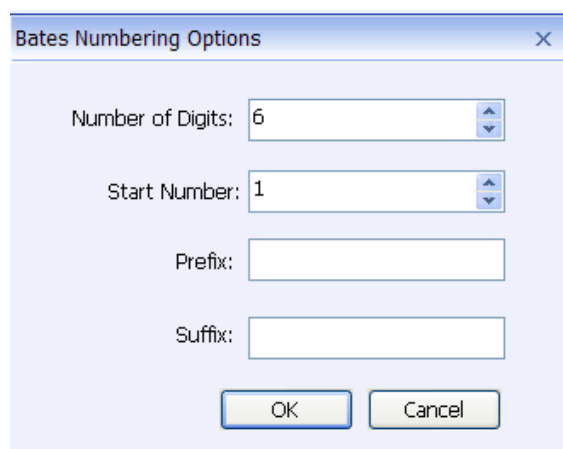 Bates Numbering Options
Number of Digits: 6
Start Number: 1
Prefix:
Suffix:
OK Cancel